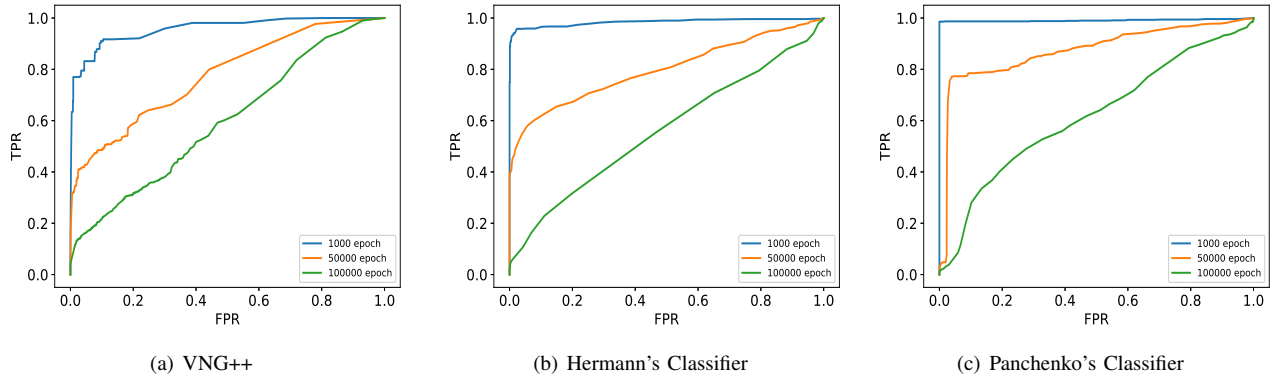 1.0
0.8
0.6
0.4
0.2
0.0
TPR
0.0 0.2 0.4 0.6 0.8 1.0
FPR
1000 epoch
50000 epoch
100000 epoch
(a) VNG++
1.0
0.8
0.6
0.4
0.2
0.0
TPR
0.0 0.2 0.4 0.6 0.8 1.0
FPR
1000 epoch
50000 epoch
100000 epoch
(b) Hermann's Classifier
1.0
0.8
0.6
0.4
0.2
0.0
TPR
0.0 0.2 0.4 0.6 0.8 1.0
FPR
1000 epoch
50000 epoch
100000 epoch
(c) Panchenko's Classifier